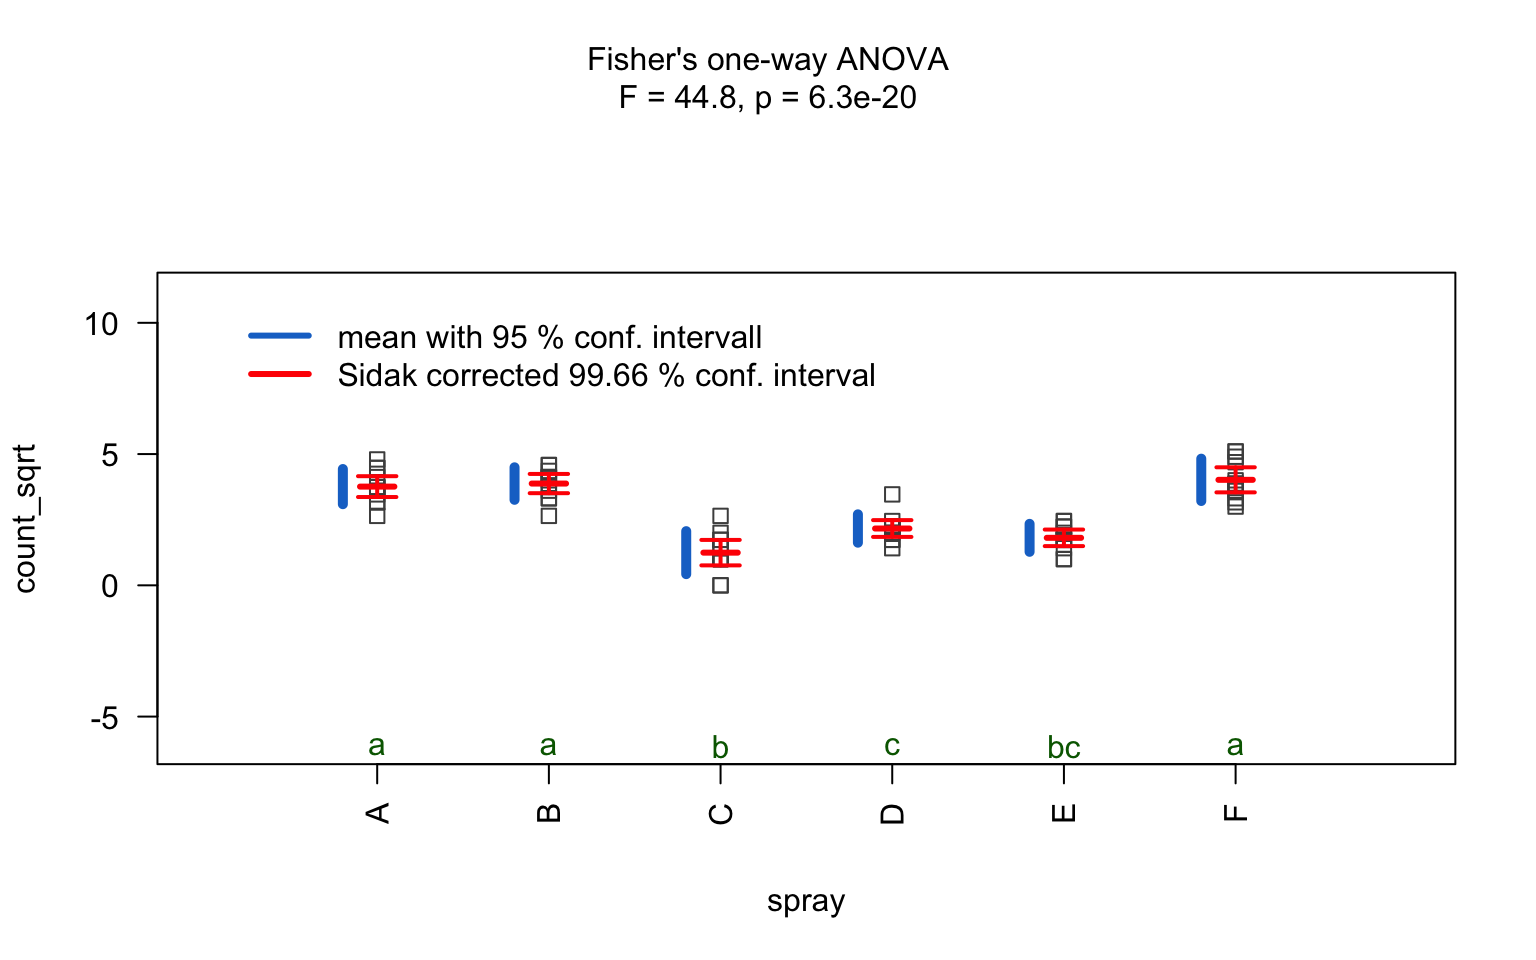 Fisher's one-way ANOVA
F = 44.8, p = 6.3e-20
mean with 95 % conf. intervall
Sidak corrected 99.66 % conf. interval
10
5
0
-5
count_sqrt
a a b c bc a
A B C D E F
spray